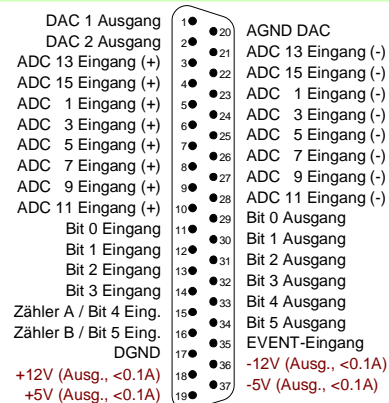 DAC 1 Ausgang 1
DAC 2 Ausgang 2
ADC 13 Eingang (+) 3
ADC 15 Eingang (+) 4
ADC 1 Eingang (+) 5
ADC 3 Eingang (+) 6
ADC 5 Eingang (+) 7
ADC 7 Eingang (+) 8
ADC 9 Eingang (+) 9
ADC 11 Eingang (+) 10
Bit 0 Eingang 11
Bit 1 Eingang 12
Bit 2 Eingang 13
Bit 3 Eingang 14
Zähler A / Bit 4 Eing. 15
Zähler B / Bit 5 Eing. 16
DGND 17
+12V (Ausg., <0.1A) 18
+5V (Ausg., <0.1A) 19
20 AGND DAC
21 ADC 13 Eingang (-)
22 ADC 15 Eingang (-)
23 ADC 1 Eingang (-)
24 ADC 3 Eingang (-)
25 ADC 5 Eingang (-)
26 ADC 7 Eingang (-)
27 ADC 9 Eingang (-)
28 ADC 11 Eingang (-)
29 Bit 0 Ausgang
30 Bit 1 Ausgang
31 Bit 2 Ausgang
32 Bit 3 Ausgang
33 Bit 4 Ausgang
34 Bit 5 Ausgang
35 EVENT-Eingang
36 -12V (Ausg., <0.1A)
37 -5V (Ausg., <0.1A)